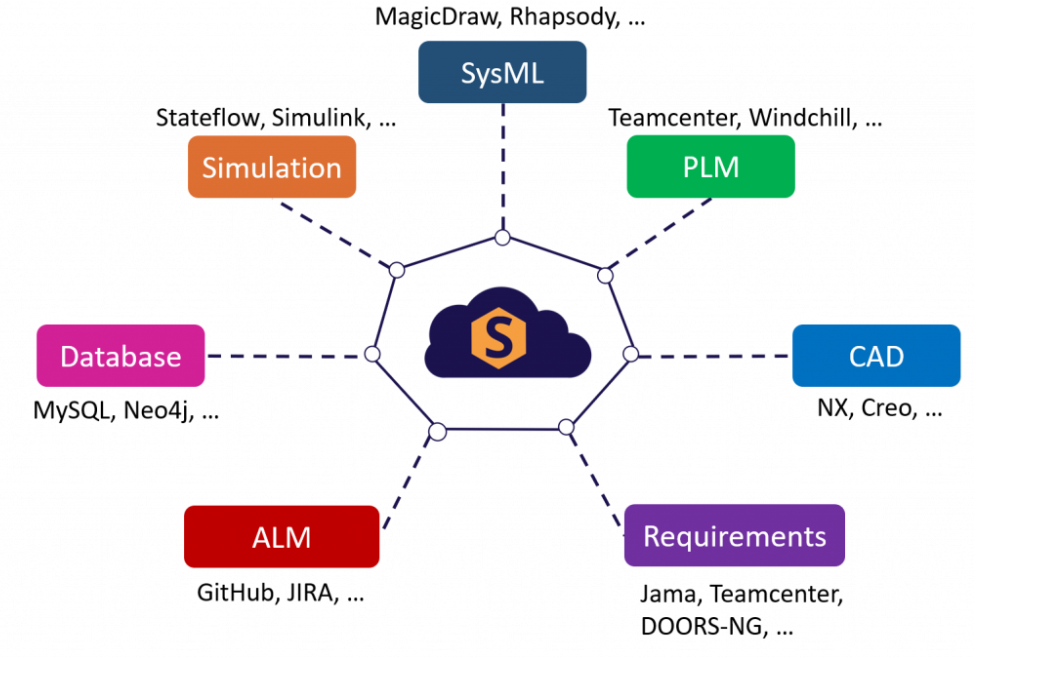 MagicDraw, Rhapsody, ...
SysML
Stateflow, Simulink, ...
Simulation
Teamcenter, Windchill, ...
PLM
S
Database
MySQL, Neo4j, ...
CAD
NX, Creo, ...
ALM
GitHub, JIRA, ...
Requirements
Jama, Teamcenter,
DOORS-NG, ...